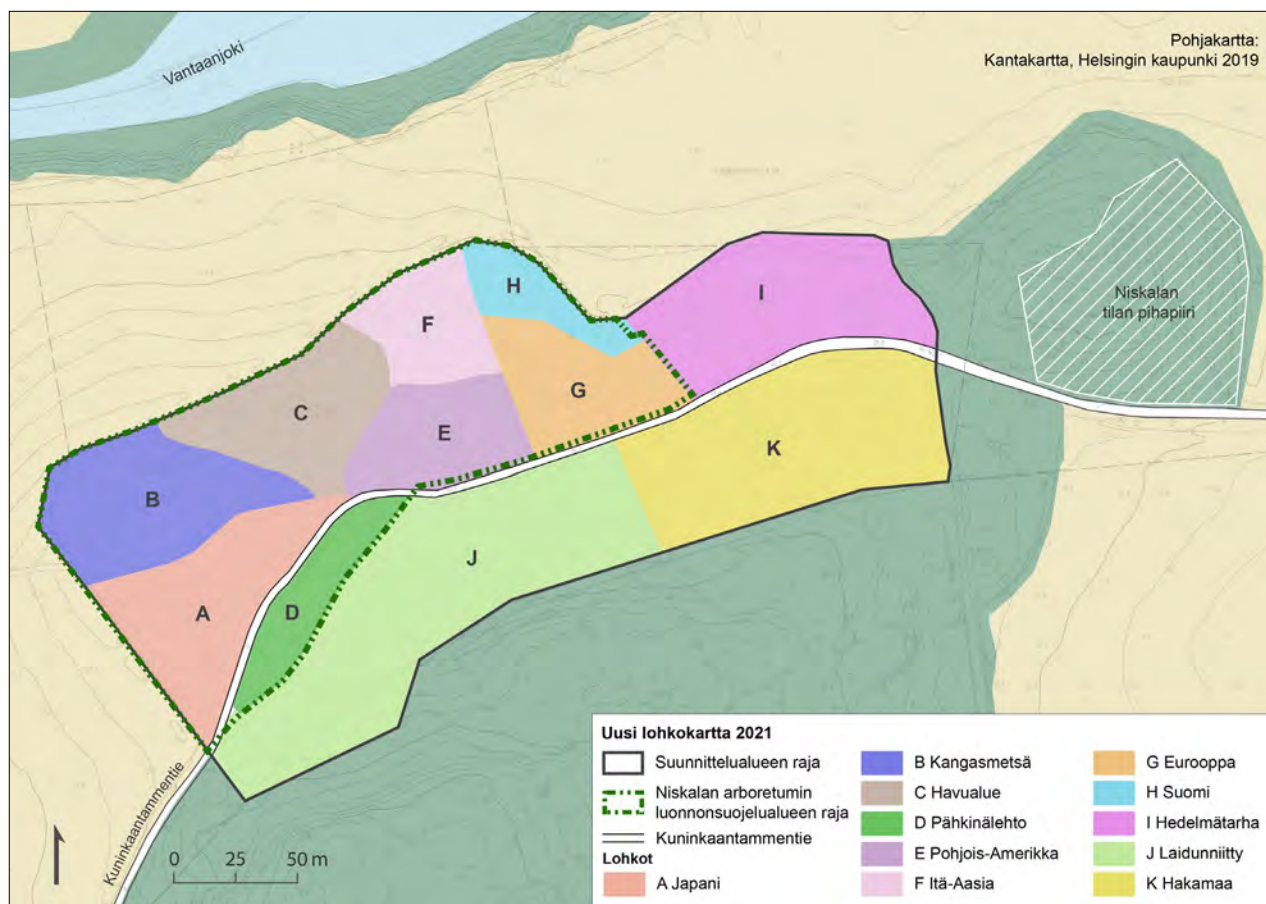 Pohjakartta:
Kantakartta, Helsingin kaupunki 2019
Vantaanjoki
Niskalan
tilan pihapiiri
H
I
F
G
C
E
K
B
J
A
D
Kuninkaantammentie
0 25 50 m
Uusi lohkokartta 2021
Suunnittelualueen raja
Niskalan arboretumin
luonnonsuojelualueen raja
Kuninkaantammentie
Lohkot
A Japani
B Kangasmetsä
C Havualue
D Pähkinälehto
E Pohjois-Amerikka
F Itä-Aasia
G Eurooppa
H Suomi
I Hedelmätarha
J Laidunniitty
K Hakamaa